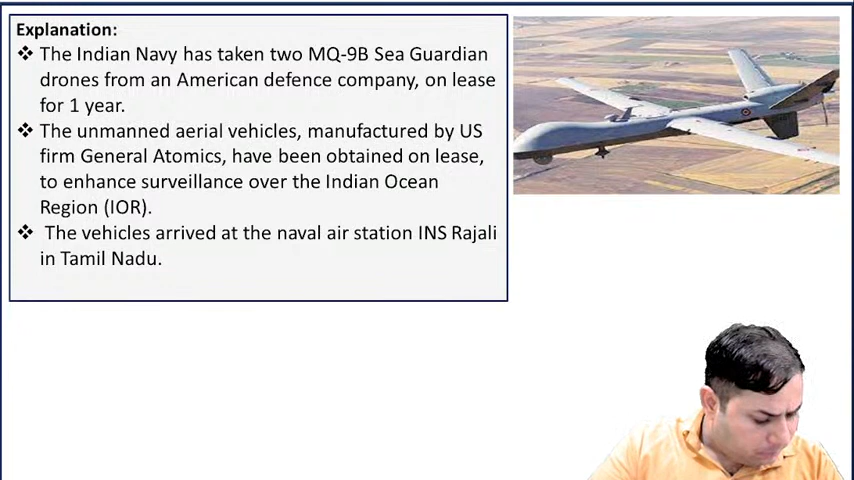 Explanation:
❖ The Indian Navy has taken two MQ-9B Sea Guardian
drones from an American defence company, on lease
for 1 year.
❖ The unmanned aerial vehicles, manufactured by US
firm General Atomics, have been obtained on lease,
to enhance surveillance over the Indian Ocean
Region (IOR).
❖ The vehicles arrived at the naval air station INS Rajali
in Tamil Nadu.